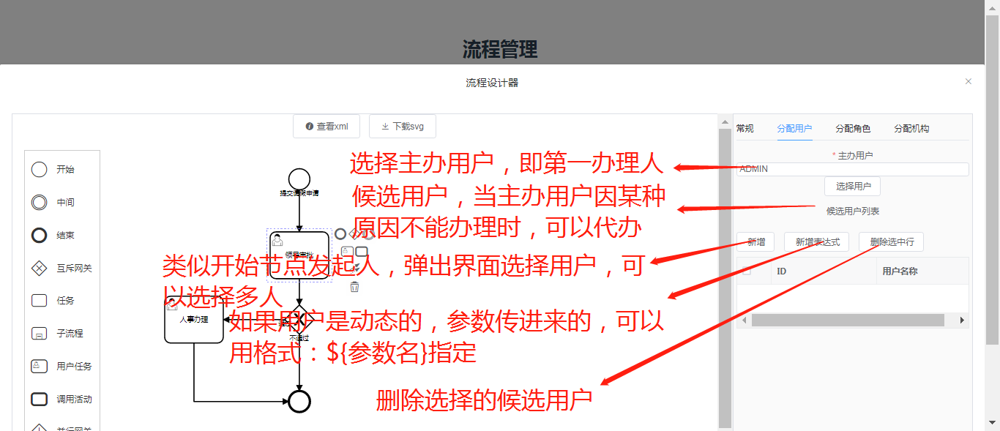 流程管理
流程设计器
查看xml
下载svg
常规
分配用户
分配角色
分配机构
* 主办用户
ADMIN
选择用户
候选用户列表
新增
新增表达式
删除选中行
ID
用户名称
开始
中间
结束
互斥网关
任务
子流程
用户任务
调用活动
并行网关
提交请假申请
领导审批
人事办理
不通过
选择主办用户，即第一办理人
候选用户，当主办用户因某种
原因不能办理时，可以代办
类似开始节点发起人，弹出界面选择用户，可
以选择多人
如果用户是动态的，参数传进来的，可以
用格式：${参数名}指定
删除选择的候选用户